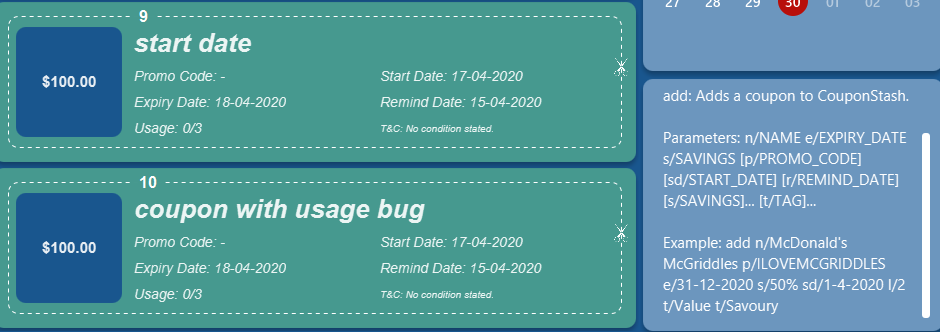 9
start date
$100.00
Promo Code: -
Start Date: 17-04-2020
Expiry Date: 18-04-2020
Remind Date: 15-04-2020
Usage: 0/3
T&C: No condition stated.
10
coupon with usage bug
$100.00
Promo Code: -
Start Date: 17-04-2020
Expiry Date: 18-04-2020
Remind Date: 15-04-2020
Usage: 0/3
T&C: No condition stated.
27 28 29 30 01 02 03
add: Adds a coupon to CouponStash.
Parameters: n/NAME e/EXPIRY_DATE
s/SAVINGS [p/PROMO_CODE]
[sd/START_DATE] [r/REMIND_DATE]
[s/SAVINGS]... [t/TAG]...
Example: add n/McDonald's
McGriddles p/ILOVEMCGRIDDLES
e/31-12-2020 s/50% sd/1-4-2020 l/2
t/Value t/Savoury